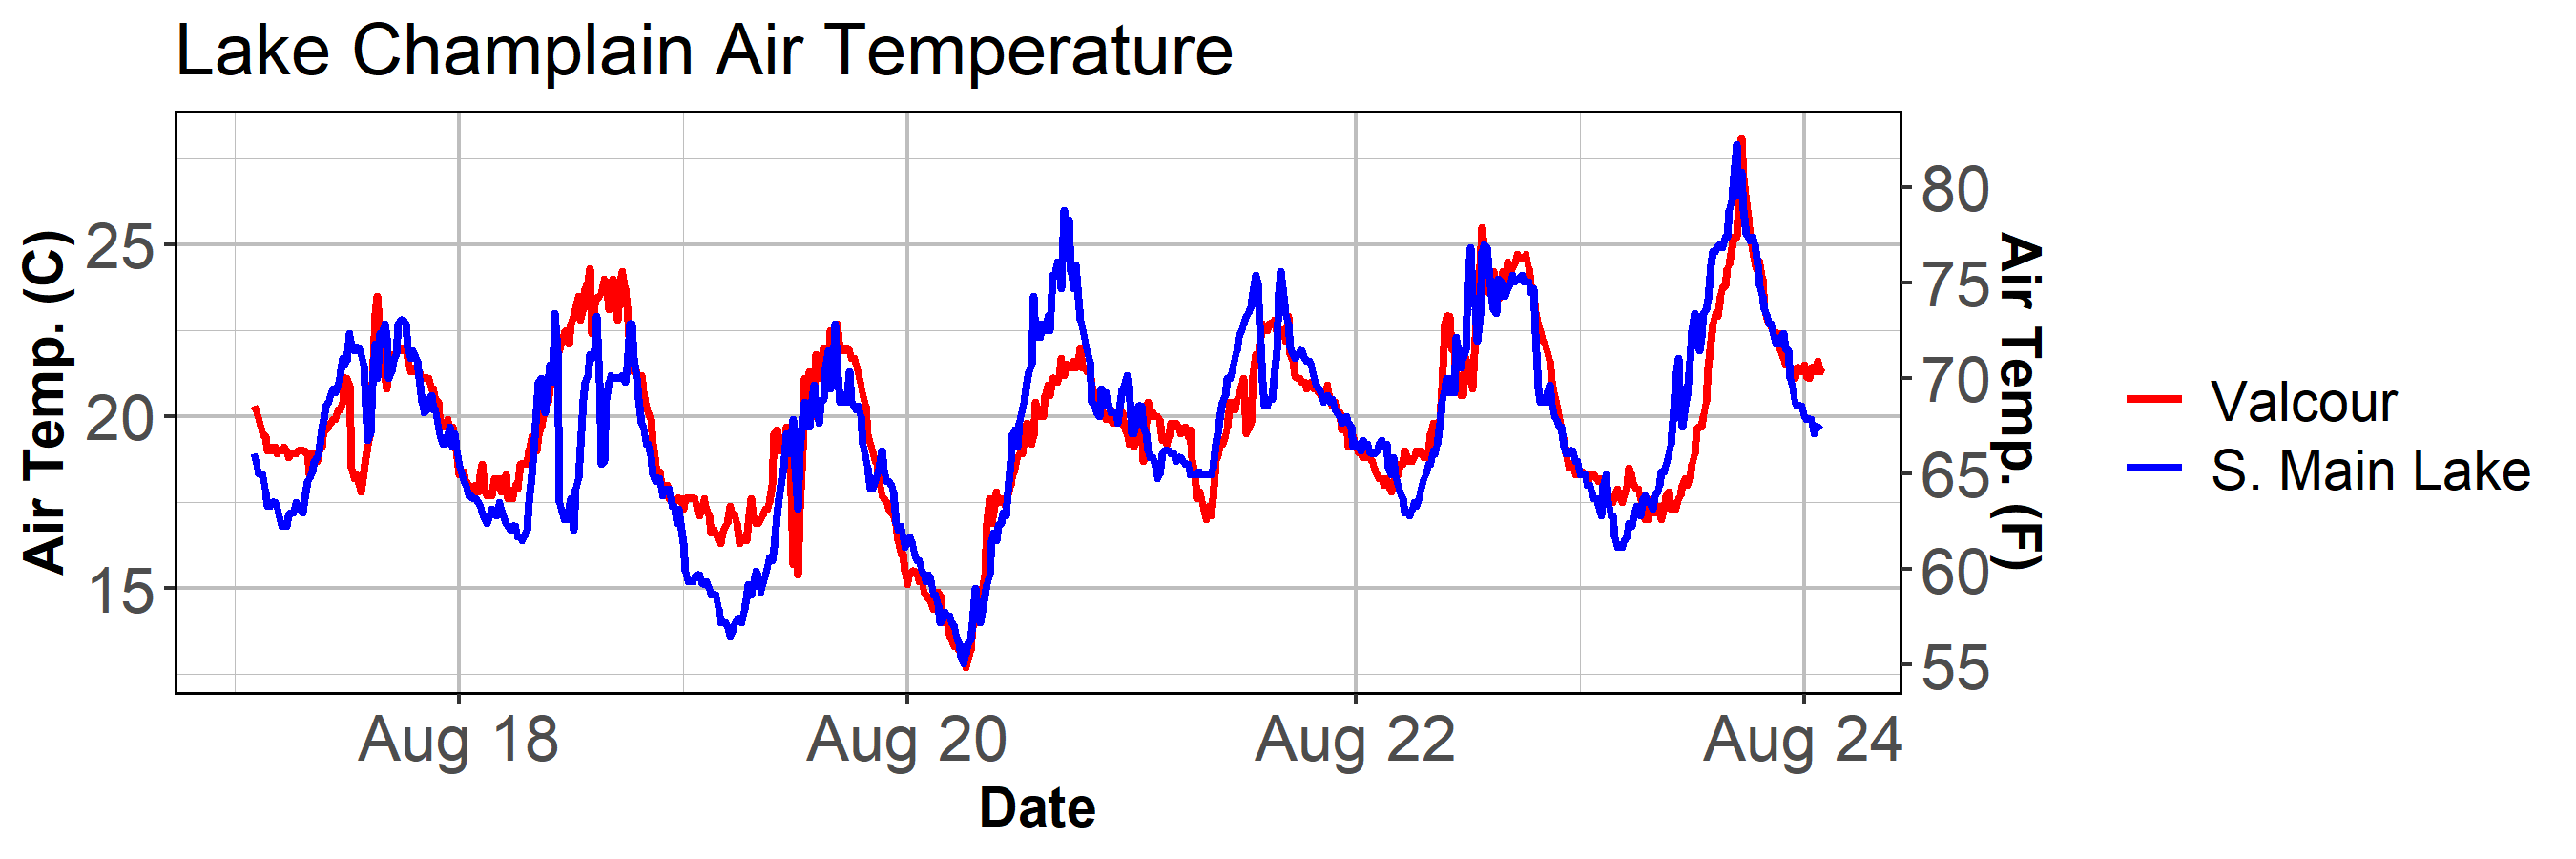 Lake Champlain Air Temperature
Air Temp. (C)
25
20
15
80
75
70
65
60
55
Air Temp. (F)
Aug 18
Aug 20
Aug 22
Aug 24
Date
Valcour
S. Main Lake